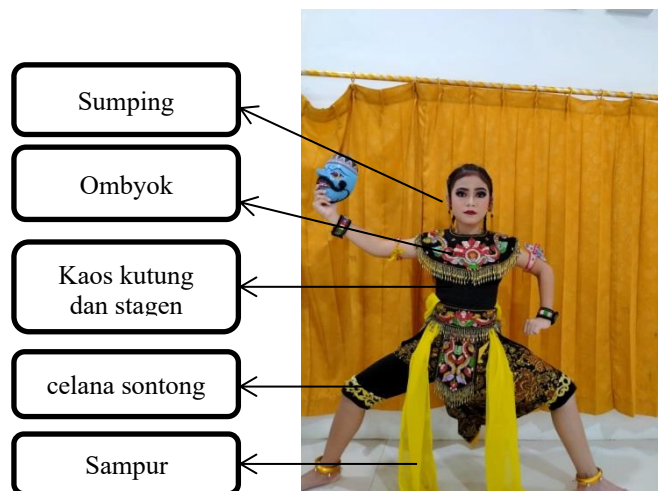 Sumping
Ombyok
Kaos kutung
dan stagen
celana sontong
Sampur